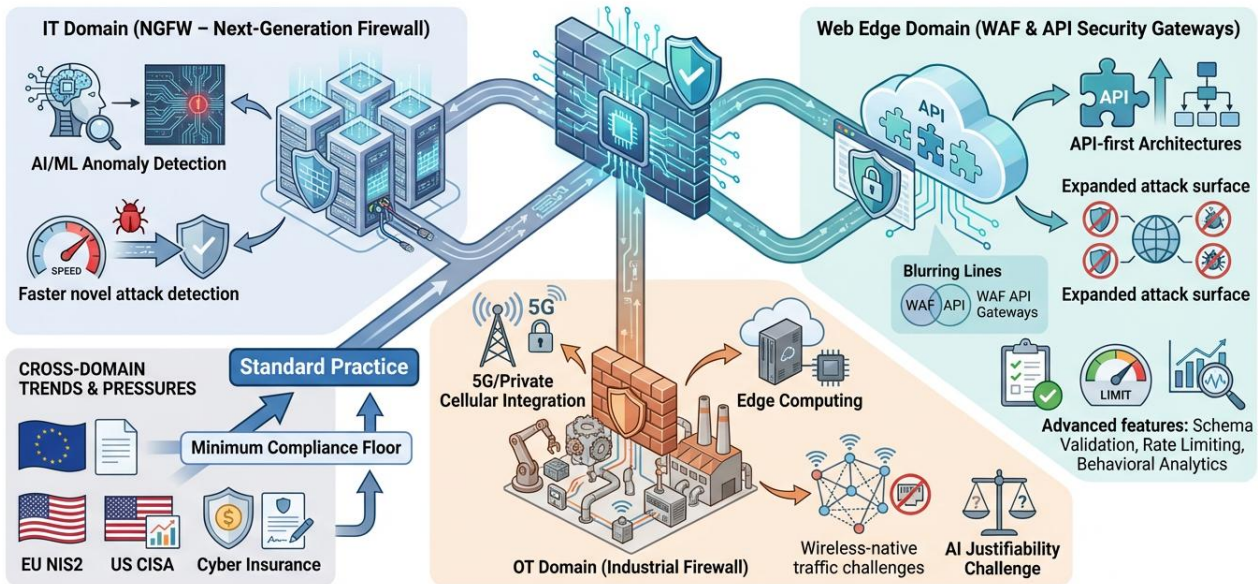 IT Domain (NGFW – Next-Generation Firewall)
AI/ML Anomaly Detection
SPEED
Faster novel attack detection
Web Edge Domain (WAF & API Security Gateways)
API
API
API-first Architectures
Expanded attack surface
Expanded attack surface
Blurring Lines
WAF
API
WAF API
Gateways
LIMIT
Advanced features: Schema
Validation, Rate Limiting,
Behavioral Analytics
CROSS-DOMAIN
TRENDS & PRESSURES
Standard Practice
Minimum Compliance Floor
EU NIS2
US CISA
$
Cyber Insurance
5G
5G/Private
Cellular Integration
Edge Computing
OT Domain (Industrial Firewall)
Wireless-native
traffic challenges
? ?
AI Justifiability
Challenge